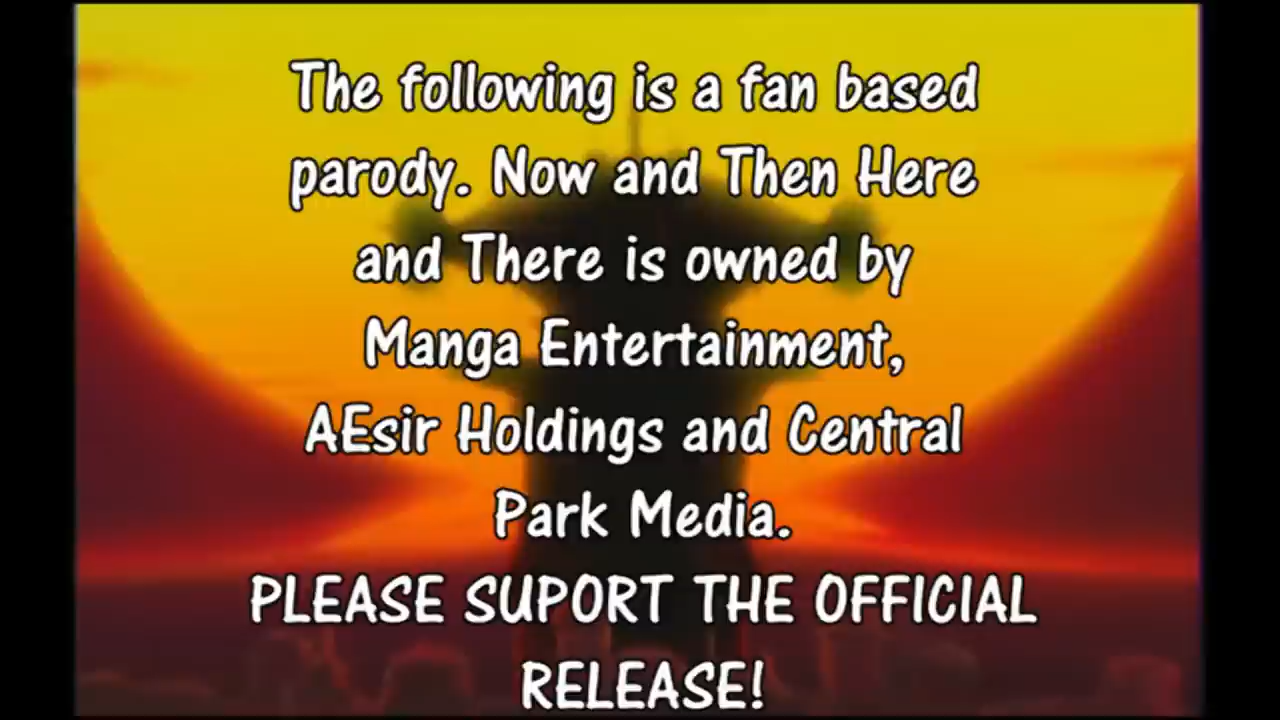 The following is a fan based
parody. Now and Then Here
and There is owned by
Manga Entertainment,
AEsir Holdings and Central
Park Media.
PLEASE SUPORT THE OFFICIAL
RELEASE!